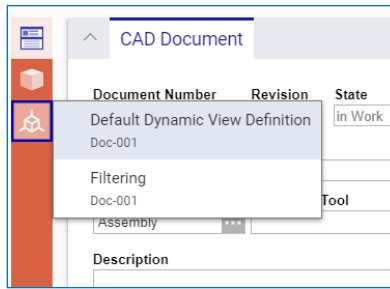 CAD Document
Document Number Revision State
Default Dynamic View Definition
Doc-001
in Work
Filtering
Doc-001
Tool
Assembly
Description